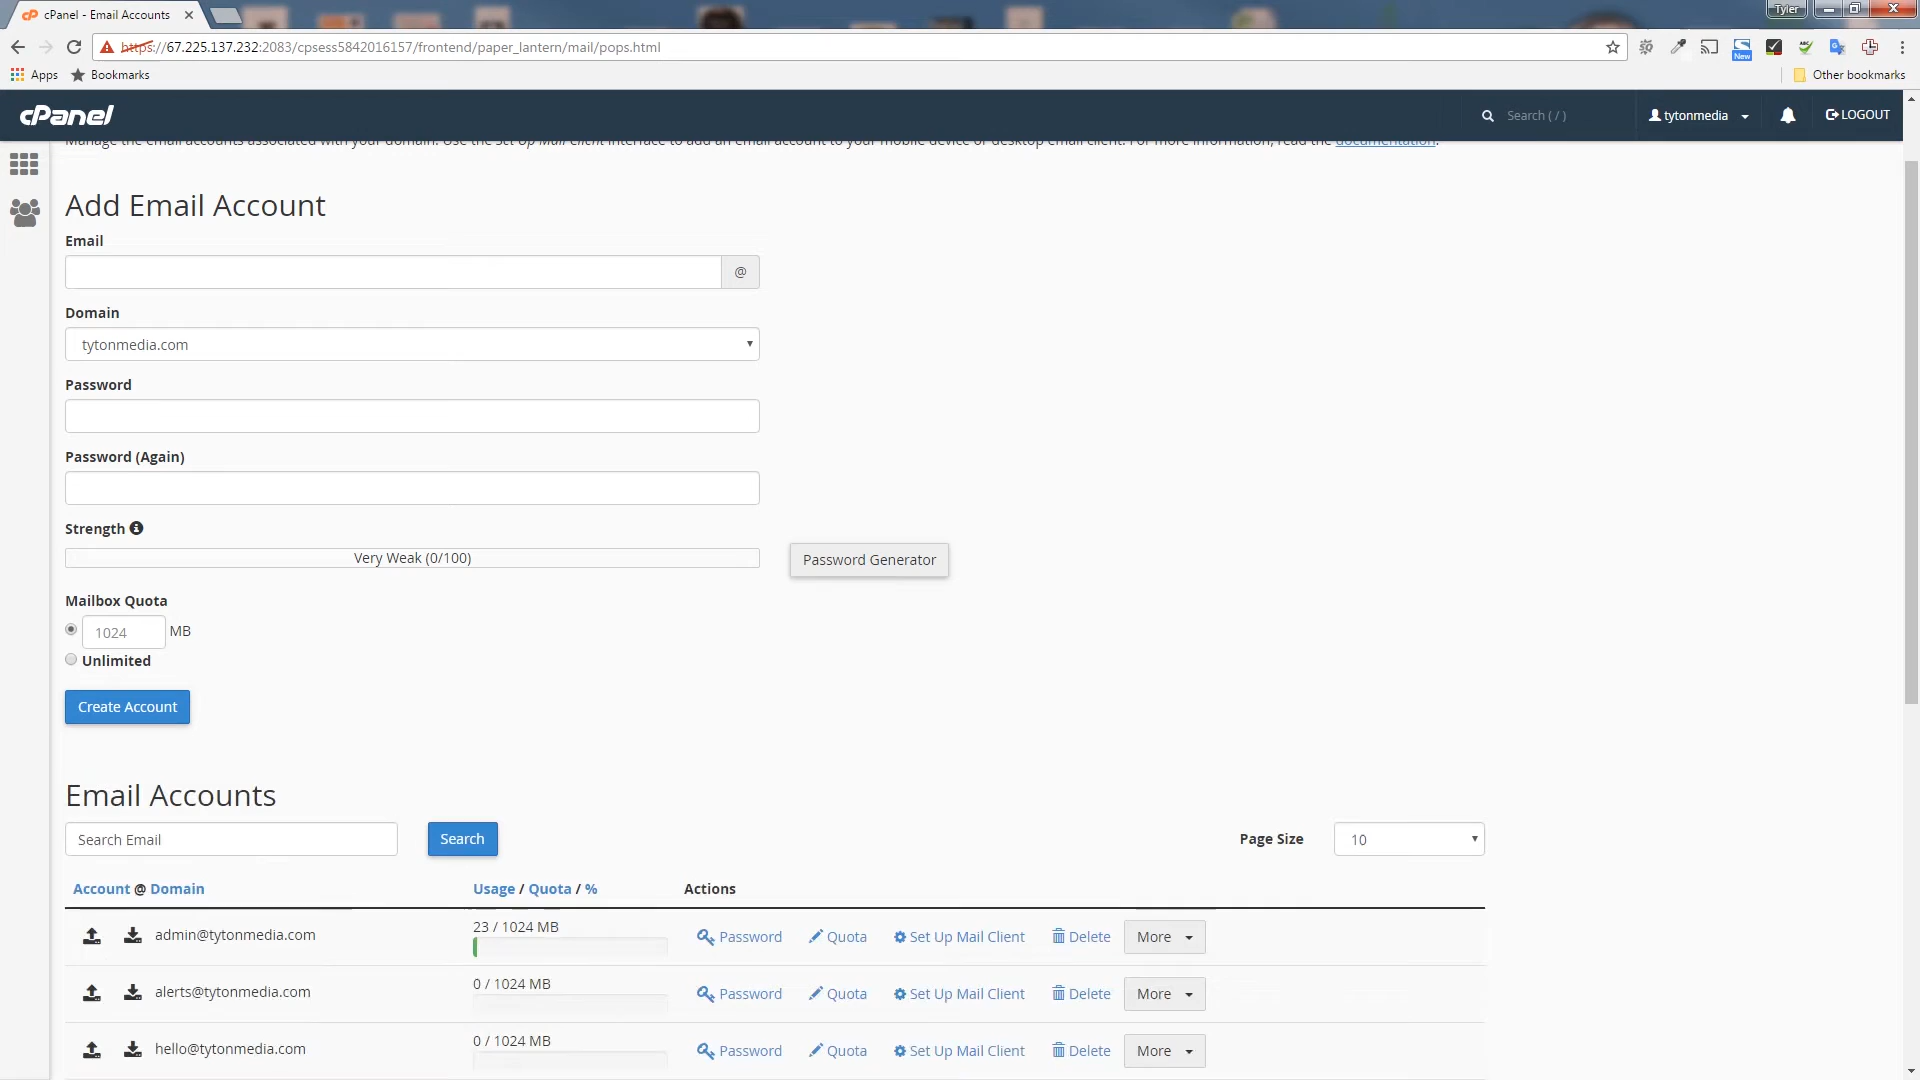 cPanel - Email Accounts
Tyler
https://67.225.137.232:2083/cpsess5842016157/frontend/paper_lantern/mail/pops.html
New
Apps
Bookmarks
Other bookmarks
cPanel
Search ( / )
tytonmedia
LOGOUT
Manage the email accounts associated with your domain. Use the Set Up Mail Client interface to add an email account to your mobile device or desktop email client. For more information, read the documentation.
Add Email Account
Email
@
Domain
tytonmedia.com
Password
Password (Again)
Strength
Very Weak (0/100)
Password Generator
Mailbox Quota
1024 MB
Unlimited
Create Account
Email Accounts
Search Email
Search
Page Size
10
Account @ Domain
Usage / Quota / %
Actions
admin@tytonmedia.com
23 / 1024 MB
Password
Quota
Set Up Mail Client
Delete
More
alerts@tytonmedia.com
0 / 1024 MB
Password
Quota
Set Up Mail Client
Delete
More
hello@tytonmedia.com
0 / 1024 MB
Password
Quota
Set Up Mail Client
Delete
More